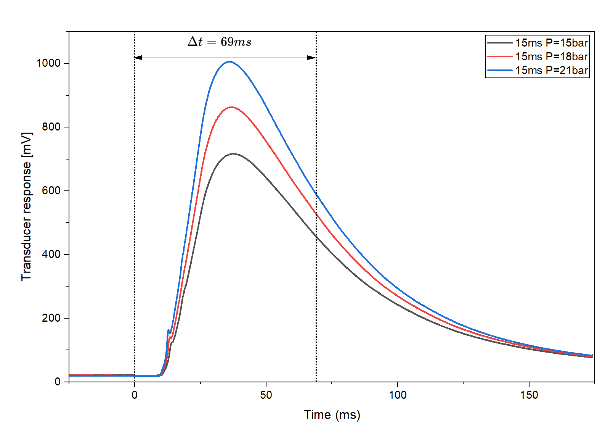 Δt = 69ms
15ms P=15bar
15ms P=18bar
15ms P=21bar
1000
800
600
400
200
0
Transducer response [mV]
0
50
100
150
Time (ms)